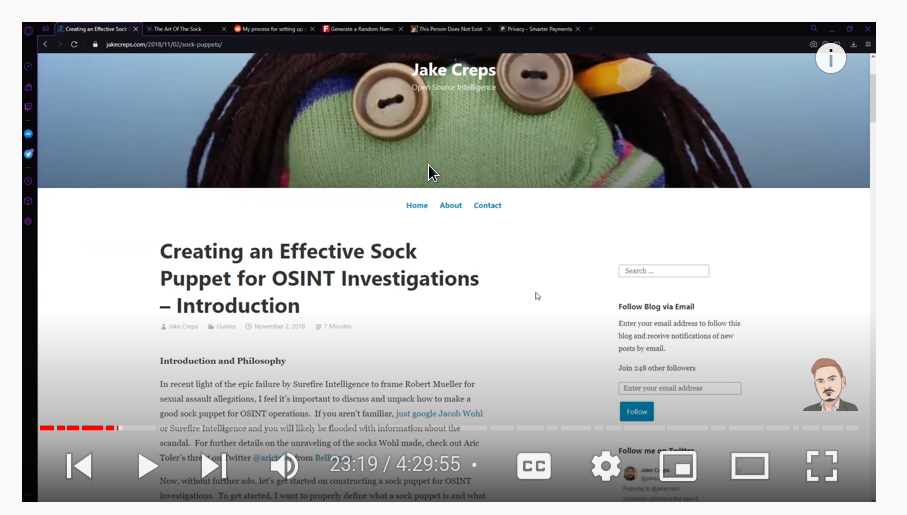 Creating an Effective Sock
The Art Of The Sock
My process for setting up
Generate a Random Name
This Person Does Not Exist
Privacy - Smarter Payments
jakecreps.com/2018/11/02/sock-puppets/
Jake Creps
Open Source Intelligence
Home About Contact
Creating an Effective Sock
Puppet for OSINT Investigations
– Introduction
Jake Creps Guides November 2, 2018 7 Minutes
Introduction and Philosophy
In recent light of the epic failure by Surefire Intelligence to frame Robert Mueller for
sexual assault allegations, I feel it's important to discuss and unpack how to make a
good sock puppet for OSINT operations. If you aren't familiar, just google Jacob Wohl
or Surefire Intelligence and you will likely be flooded with information about the
scandal. For further details on the unraveling of the socks Wohl made, check out Aric
Toler's on Twitter from
Now, without further ado, let's get started on constructing a sock puppet for OSINT
investigations. To get started, I want to properly define what a sock puppet is and what
Search ...
Follow Blog via Email
Enter your email address to follow this
blog and receive notifications of new
posts by email.
Join 248 other followers
Enter your email address
Follow
Follow me on Twitter
Jake
Replying to @jakecreps
23:19 / 4:29:55 •
CC
i